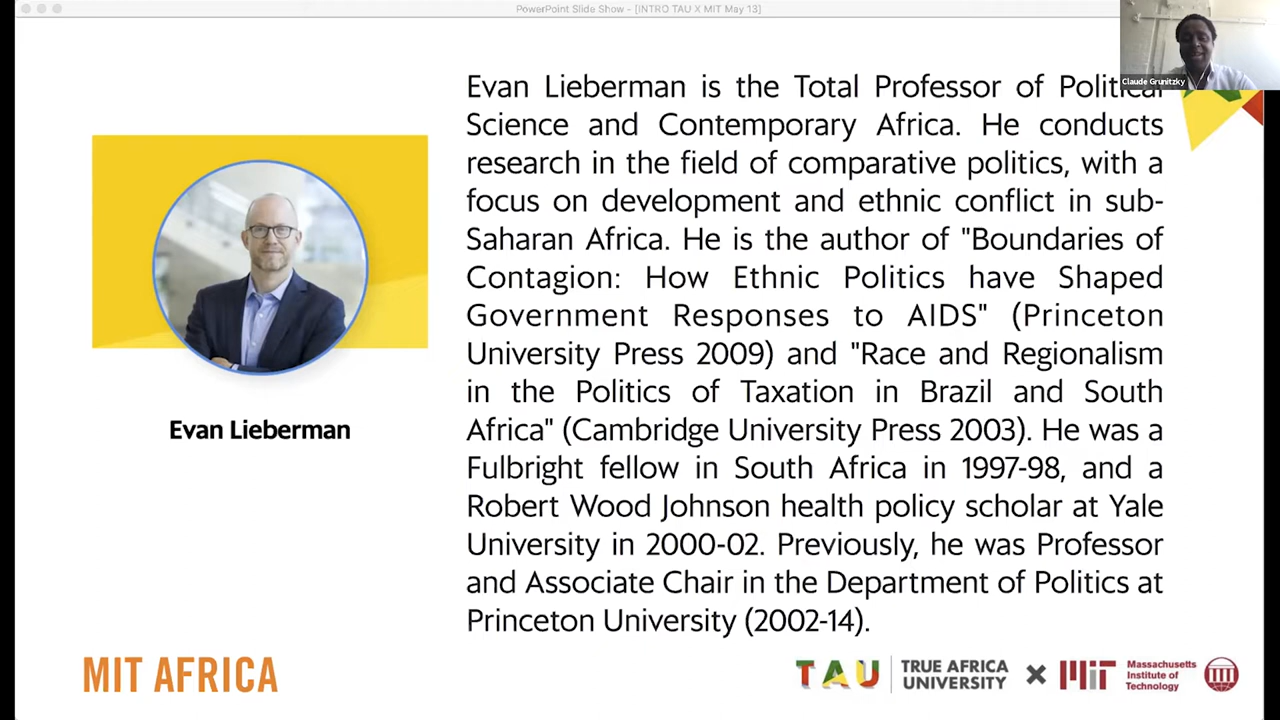 PowerPoint Slide Show - [INTRO TAU X MIT May 13]
Claude Grunitzky
Evan Lieberman is the Total Professor of Political
Science and Contemporary Africa. He conducts
research in the field of comparative politics, with a
focus on development and ethnic conflict in sub-
Saharan Africa. He is the author of "Boundaries of
Contagion: How Ethnic Politics have Shaped
Government Responses to AIDS" (Princeton
University Press 2009) and "Race and Regionalism
in the Politics of Taxation in Brazil and South
Africa" (Cambridge University Press 2003). He was a
Fulbright fellow in South Africa in 1997-98, and a
Robert Wood Johnson health policy scholar at Yale
University in 2000-02. Previously, he was Professor
and Associate Chair in the Department of Politics at
Princeton University (2002-14).
Evan Lieberman
MIT AFRICA
TAU
TRUE AFRICA
UNIVERSITY
X
MIT
Massachusetts
Institute of
Technology